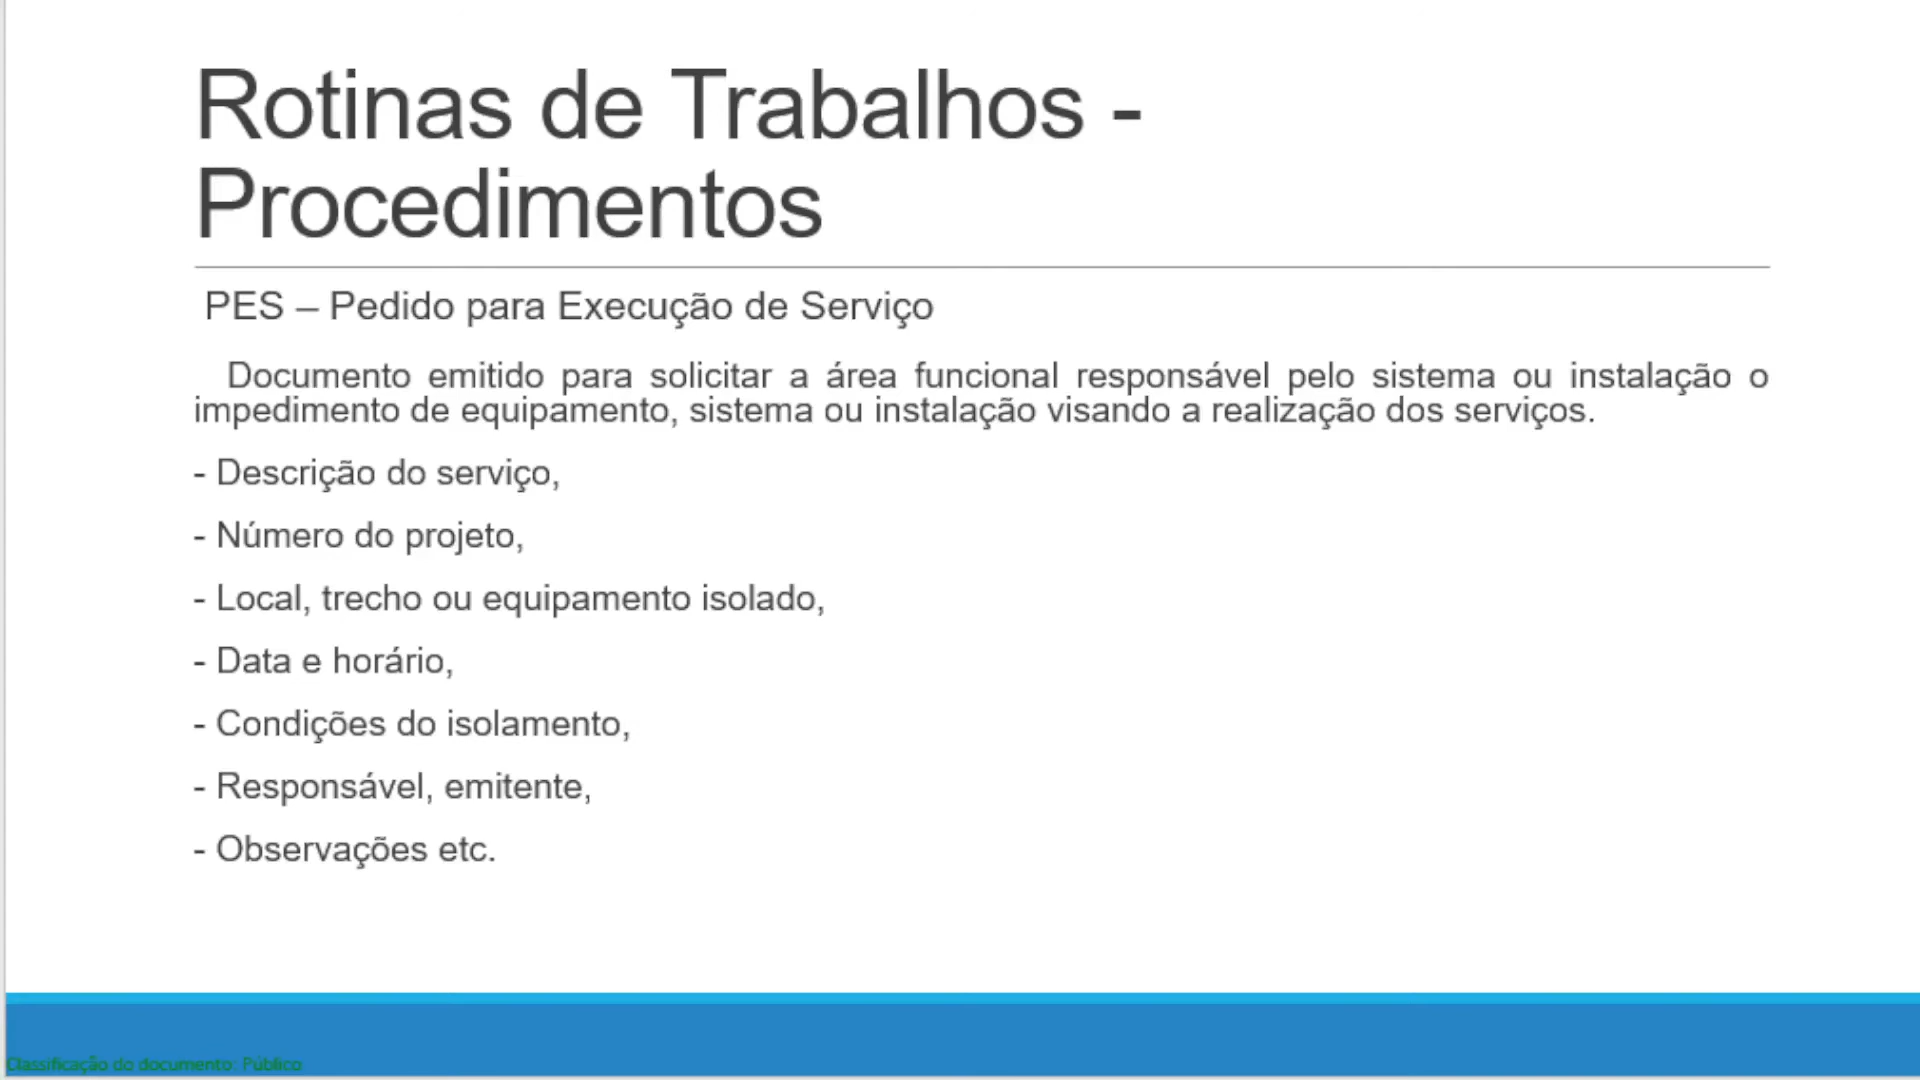 Rotinas de Trabalhos -
Procedimentos
PES – Pedido para Execução de Serviço
Documento emitido para solicitar a área funcional responsável pelo sistema ou instalação o
impedimento de equipamento, sistema ou instalação visando a realização dos serviços.
- Descrição do serviço,
- Número do projeto,
- Local, trecho ou equipamento isolado,
- Data e horário,
- Condições do isolamento,
- Responsável, emitente,
- Observações etc.
Classificação do documento: Público